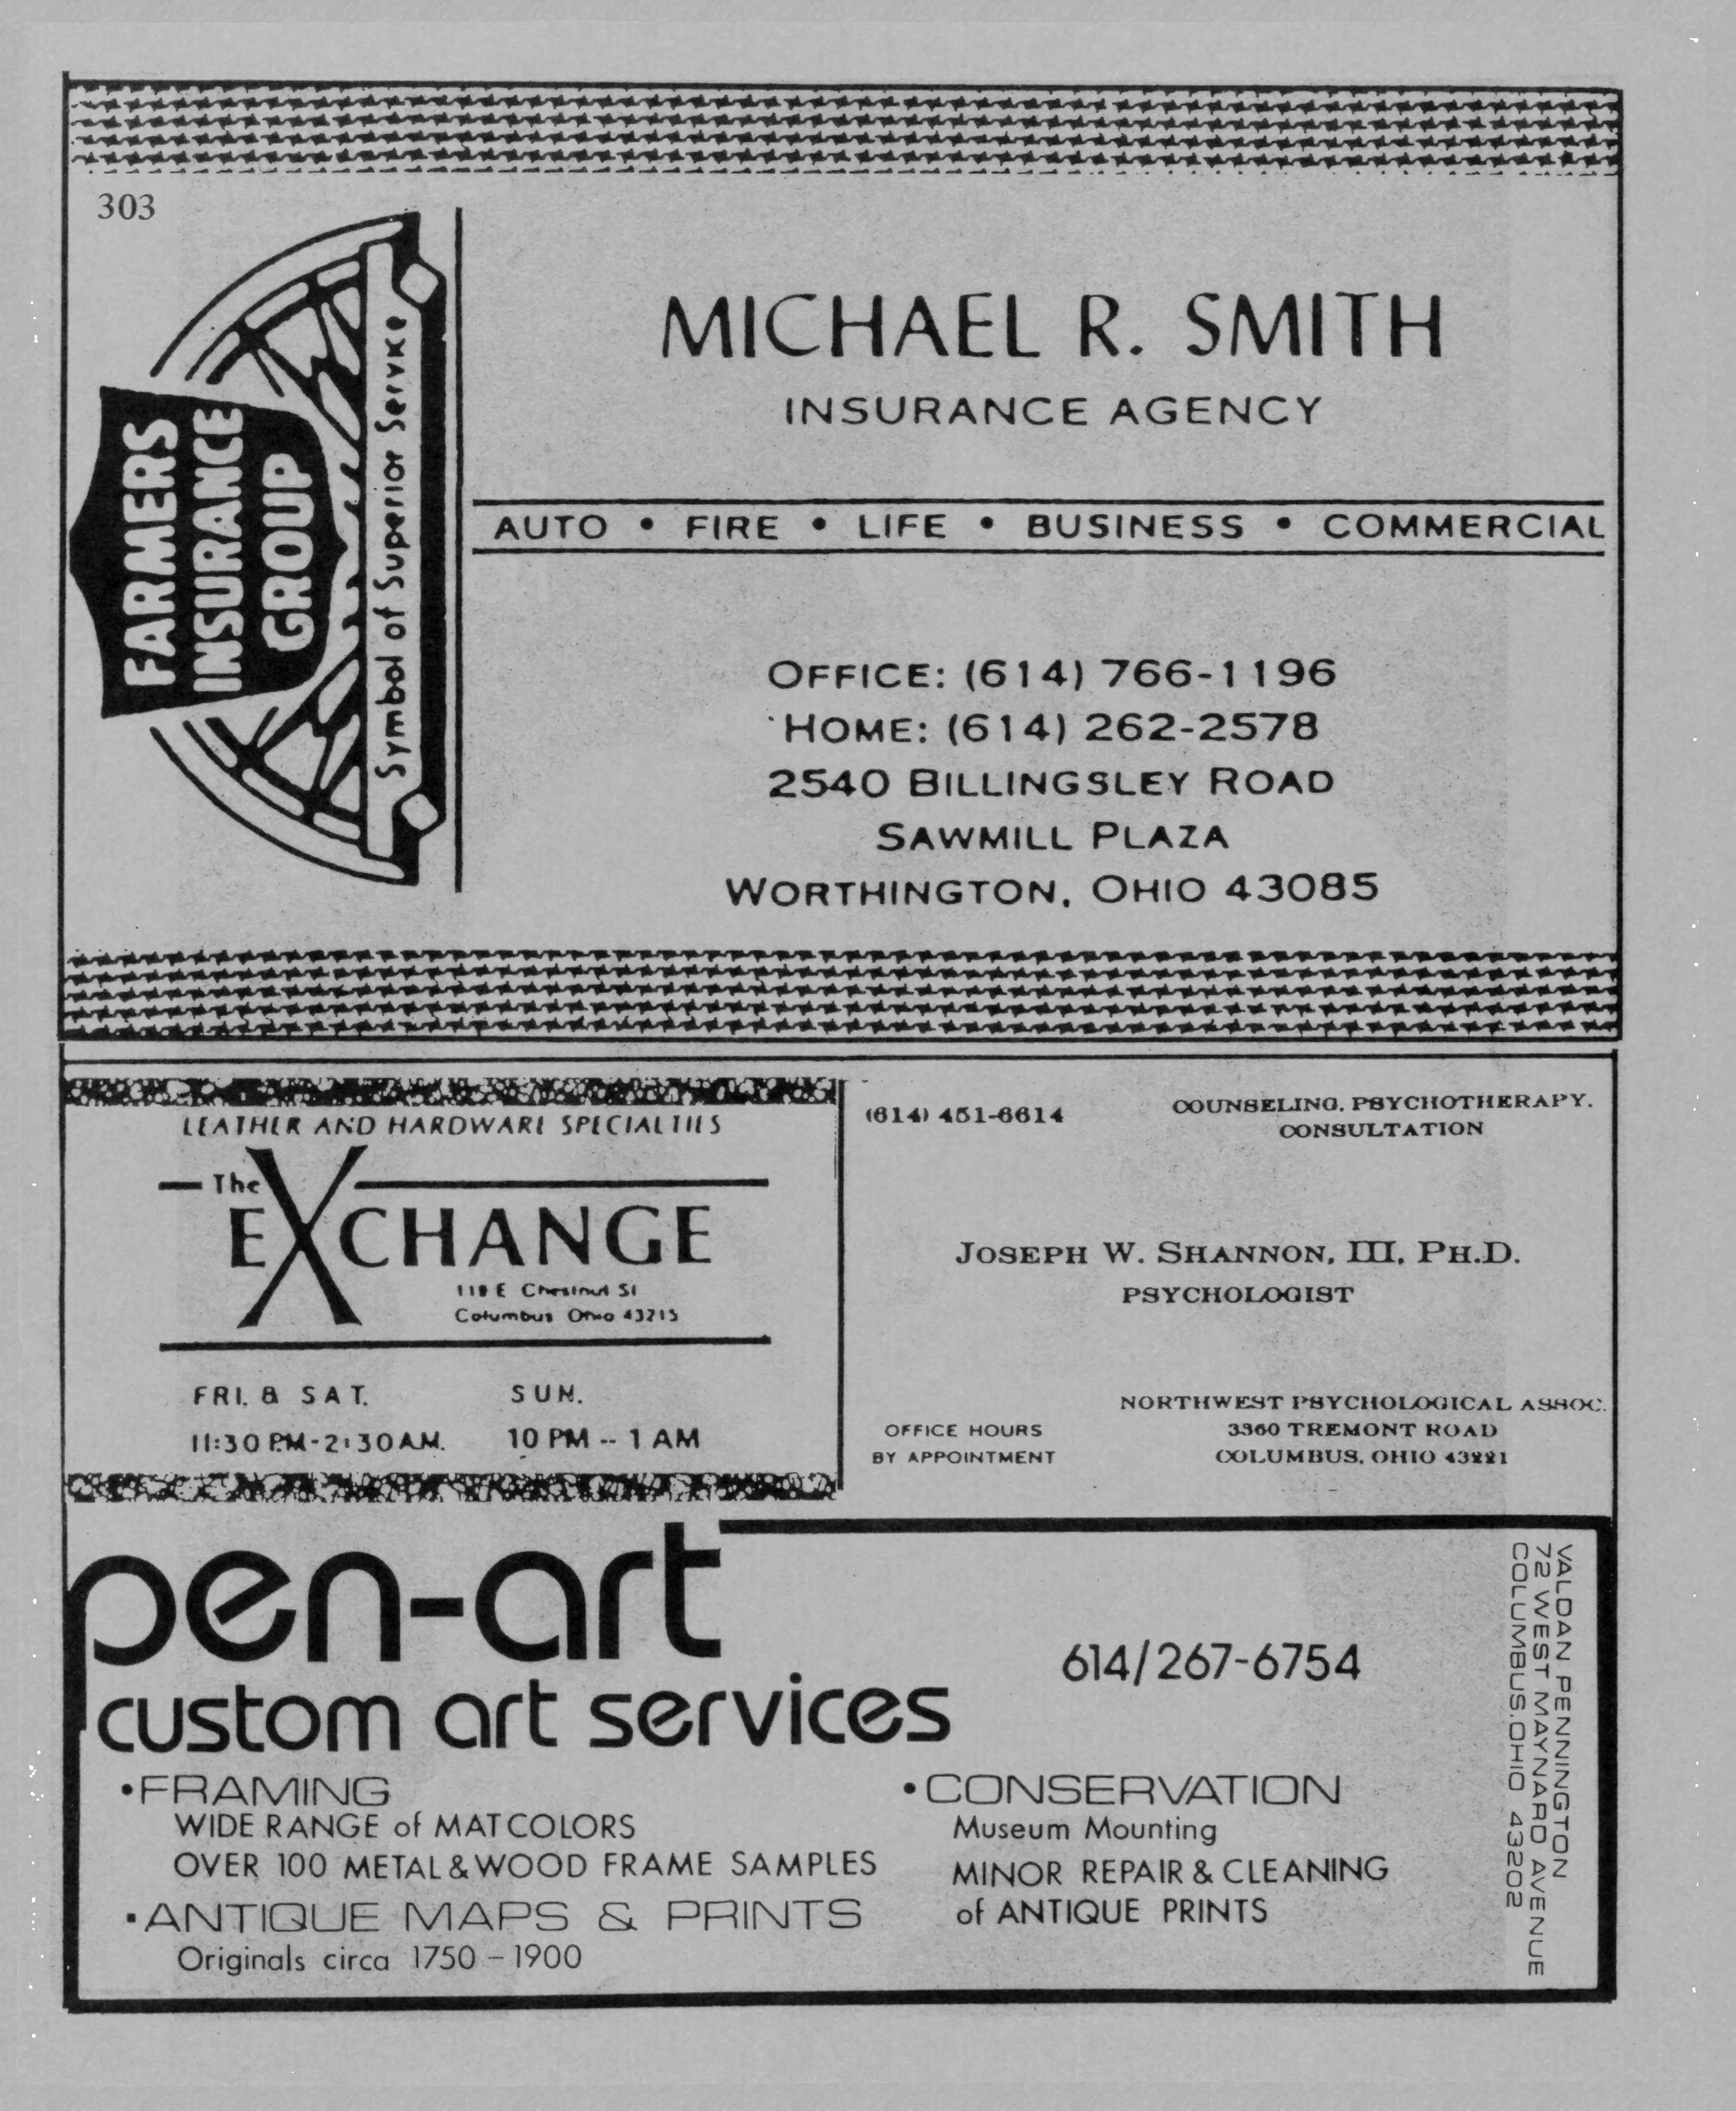 303
FARMERS
INSURANCE
GROUP
Symbol of Superior Service
MICHAEL R. SMITH
INSURANCE AGENCY
AUTO • FIRE • LIFE • BUSINESS • COMMERCIAL
OFFICE: (614) 766-1196
HOME: (614) 262-2578
2540 BILLINGSLEY ROAD
SAWMILL PLAZA
WORTHINGTON, OHIO 43085
LEATHER AND HARDWARE SPECIALTIES
The
EXCHANGE
119 E Chestnut St
Columbus Ohio 43215
FRI. & SAT.
11:30 PM-2:30 A.M.
SUN.
10 PM -- 1 AM
(614) 451-6614
COUNSELING, PSYCHOTHERAPY,
CONSULTATION
JOSEPH W. SHANNON, III, PH.D.
PSYCHOLOGIST
OFFICE HOURS
BY APPOINTMENT
NORTHWEST PSYCHOLOGICAL ASSOC.
3360 TREMONT ROAD
COLUMBUS, OHIO 43221
pen-art
custom art services
614/267-6754
•FRAMING
WIDE RANGE of MAT COLORS
OVER 100 METAL & WOOD FRAME SAMPLES
•ANTIQUE MAPS & PRINTS
Originals circa 1750 – 1900
•CONSERVATION
Museum Mounting
MINOR REPAIR & CLEANING
of ANTIQUE PRINTS
VALDAN PENNINGTON
72 WEST MAYNARD AVENUE
COLUMBUS, OHIO 43202